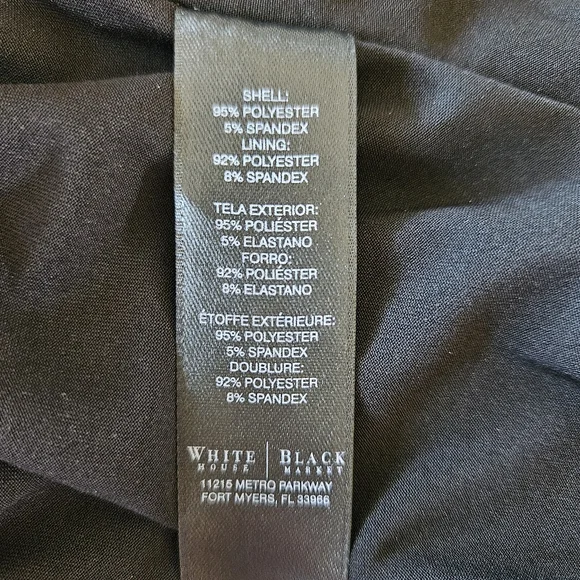 SHELL:
95% POLYESTER
5% SPANDEX
LINING:
92% POLYESTER
8% SPANDEX
TELA EXTERIOR:
95% POLIÉSTER
5% ELASTANO
FORRO:
92% POLIÉSTER
8% ELASTANO
ÉTOFFE EXTÉRIEURE:
95% POLYESTER
5% SPANDEX
DOUBLURE:
92% POLYESTER
8% SPANDEX
WHITE | BLACK
HOUSE | MARKET
11215 METRO PARKWAY
FORT MYERS, FL 33966